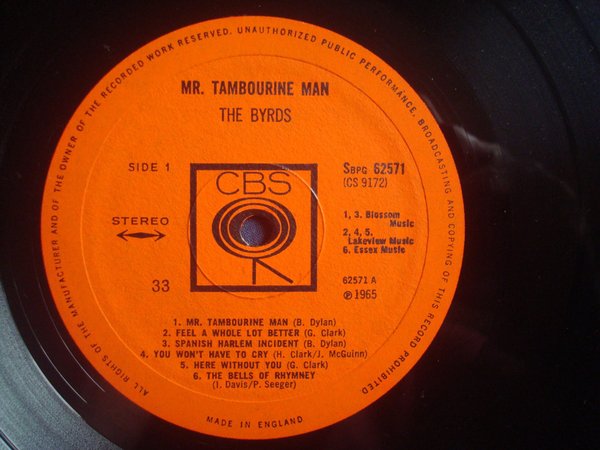 ALL RIGHTS OF THE MANUFACTURER AND OF THE OWNER OF THE RECORDED WORK RESERVED. UNAUTHORIZED PUBLIC PERFORMANCE, BROADCASTING AND COPYING OF THIS RECORD PROHIBITED
MR. TAMBOURINE MAN
THE BYRDS
SIDE 1
SBPG 62571
(CS 9172)
CBS
STEREO
1, 3. Blossom
Music
2, 4, 5.
Lakeview Music
6. Essex Music
33
62571 A
℗ 1965
1. MR. TAMBOURINE MAN (B. Dylan)
2. FEEL A WHOLE LOT BETTER (G. Clark)
3. SPANISH HARLEM INCIDENT (B. Dylan)
4. YOU WON'T HAVE TO CRY (H. Clark/J. McGuinn)
5. HERE WITHOUT YOU (G. Clark)
6. THE BELLS OF RHYMNEY
(I. Davis/P. Seeger)
MADE IN ENGLAND